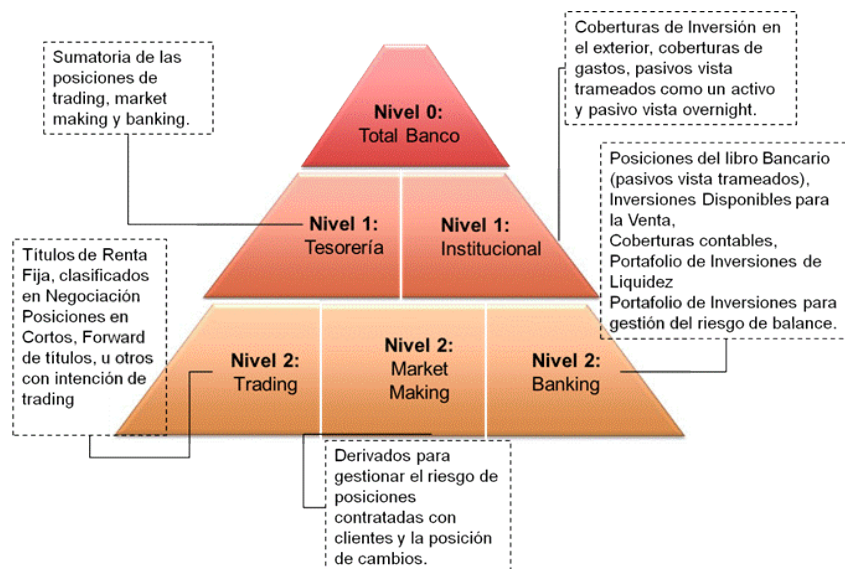 Sumatoria de las
posiciones de
trading, market
making y banking.
Coberturas de Inversión en
el exterior, coberturas de
gastos, pasivos vista
trameados como un activo
y pasivo vista overnight.
Nivel 0:
Total Banco
Nivel 1:
Tesorería
Nivel 1:
Institucional
Posiciones del libro Bancario
(pasivos vista trameados),
Inversiones Disponibles para
la Venta,
Coberturas contables,
Portafolio de Inversiones de
Liquidez
Portafolio de Inversiones para
gestión del riesgo de balance.
Títulos de Renta
Fija, clasificados
en Negociación
Posiciones en
Cortos, Forward
de títulos, u otros
con intención de
trading
Nivel 2:
Trading
Nivel 2:
Market
Making
Nivel 2:
Banking
Derivados para
gestionar el riesgo de
posiciones
contratadas con
clientes y la posición
de cambios.